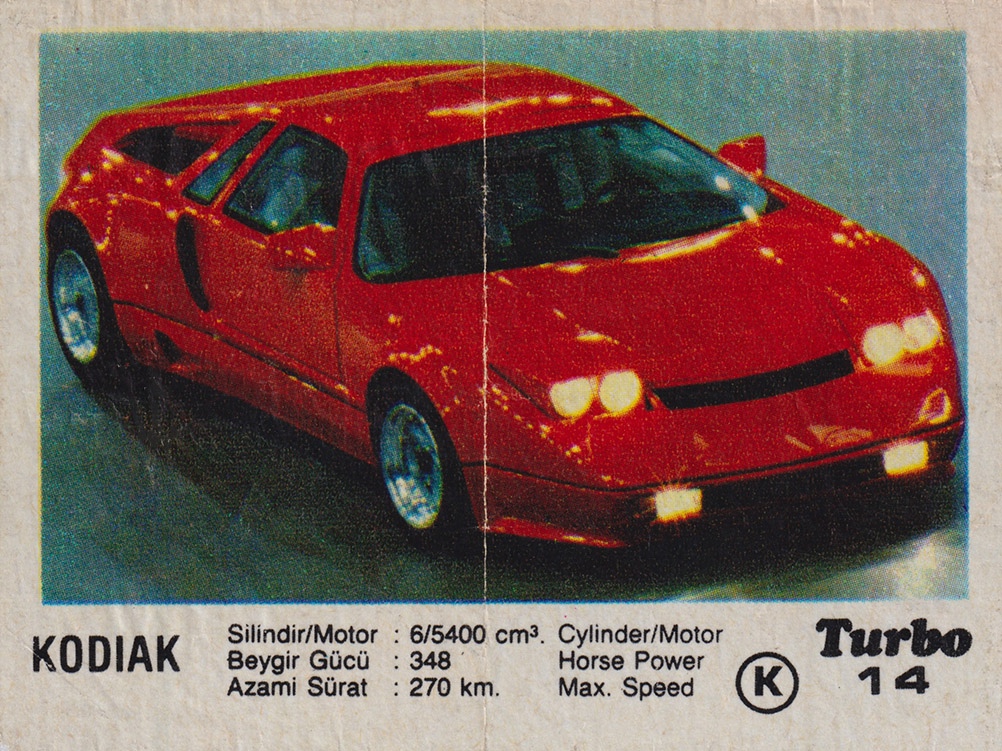 KODIAK
Silindir/Motor : 6/5400 cm³. Cylinder/Motor
Beygir Gücü : 348 Horse Power
Azami Sürat : 270 km. Max. Speed
K
Turbo
14